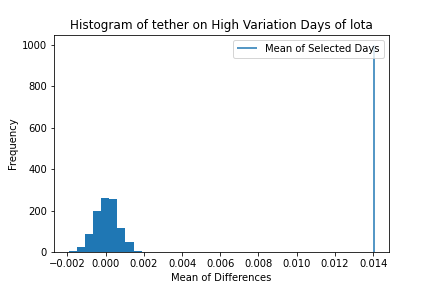 Histogram of tether on High Variation Days of Iota
1000
Mean of Selected Days
800
600
400
200
0
Frequency
−0.002 0.000 0.002 0.004 0.006 0.008 0.010 0.012 0.014
Mean of Differences